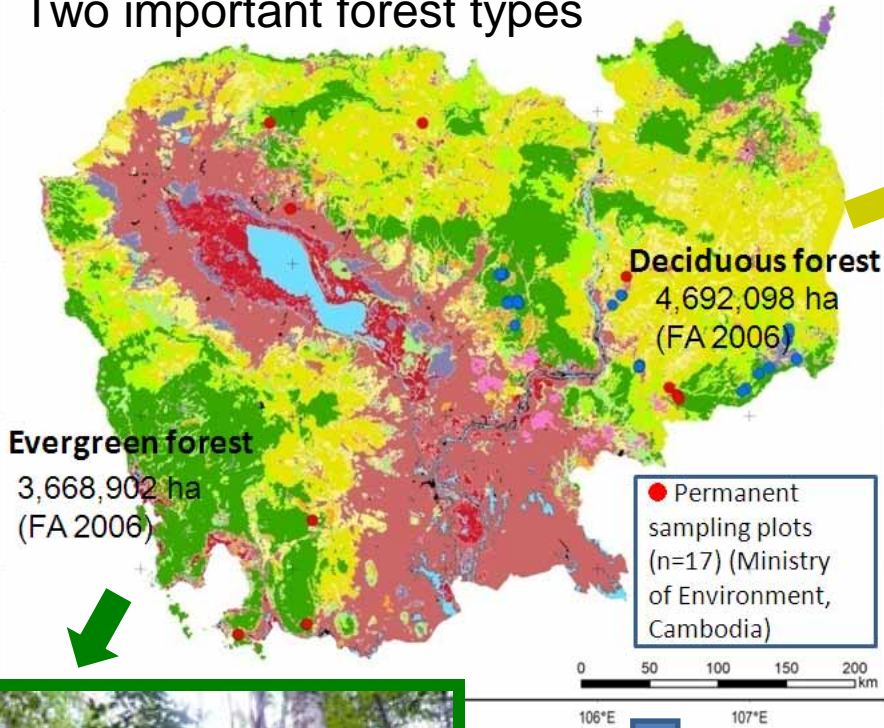 Two important forest types
Deciduous forest
4,692,098 ha
(FA 2006)
Evergreen forest
3,668,902 ha
(FA 2006)
Permanent
sampling plots
(n=17) (Ministry
of Environment,
Cambodia)
0 50 100 150 200
km
106°E 107°E